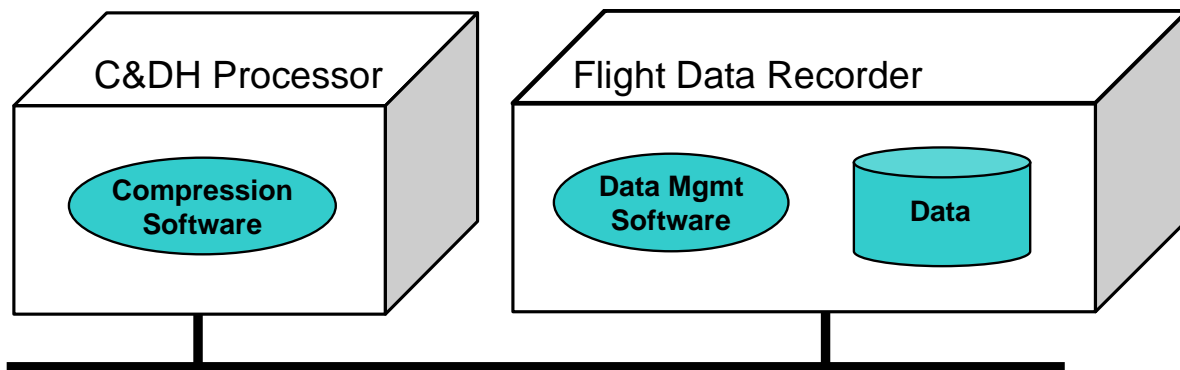 C&DH Processor
Flight Data Recorder
Compression
Software
Data Mgmt
Software
Data